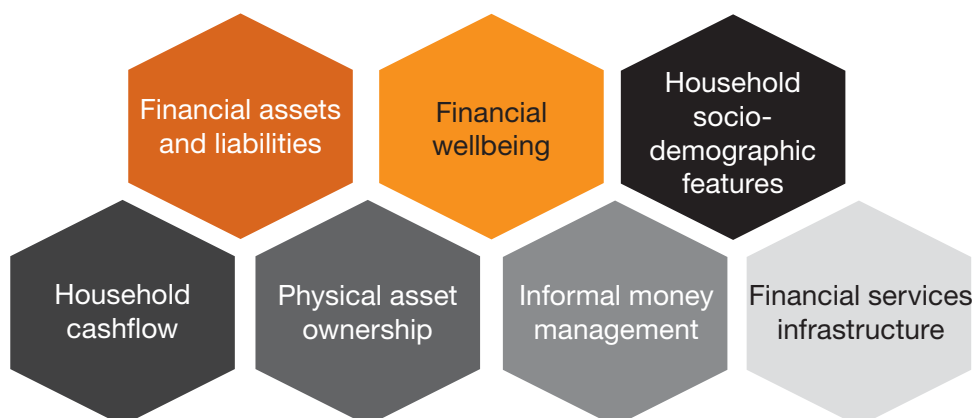 Financial assets
and liabilities
Financial
wellbeing
Household
socio-
demographic
features
Household
cashflow
Physical asset
ownership
Informal money
management
Financial services
infrastructure